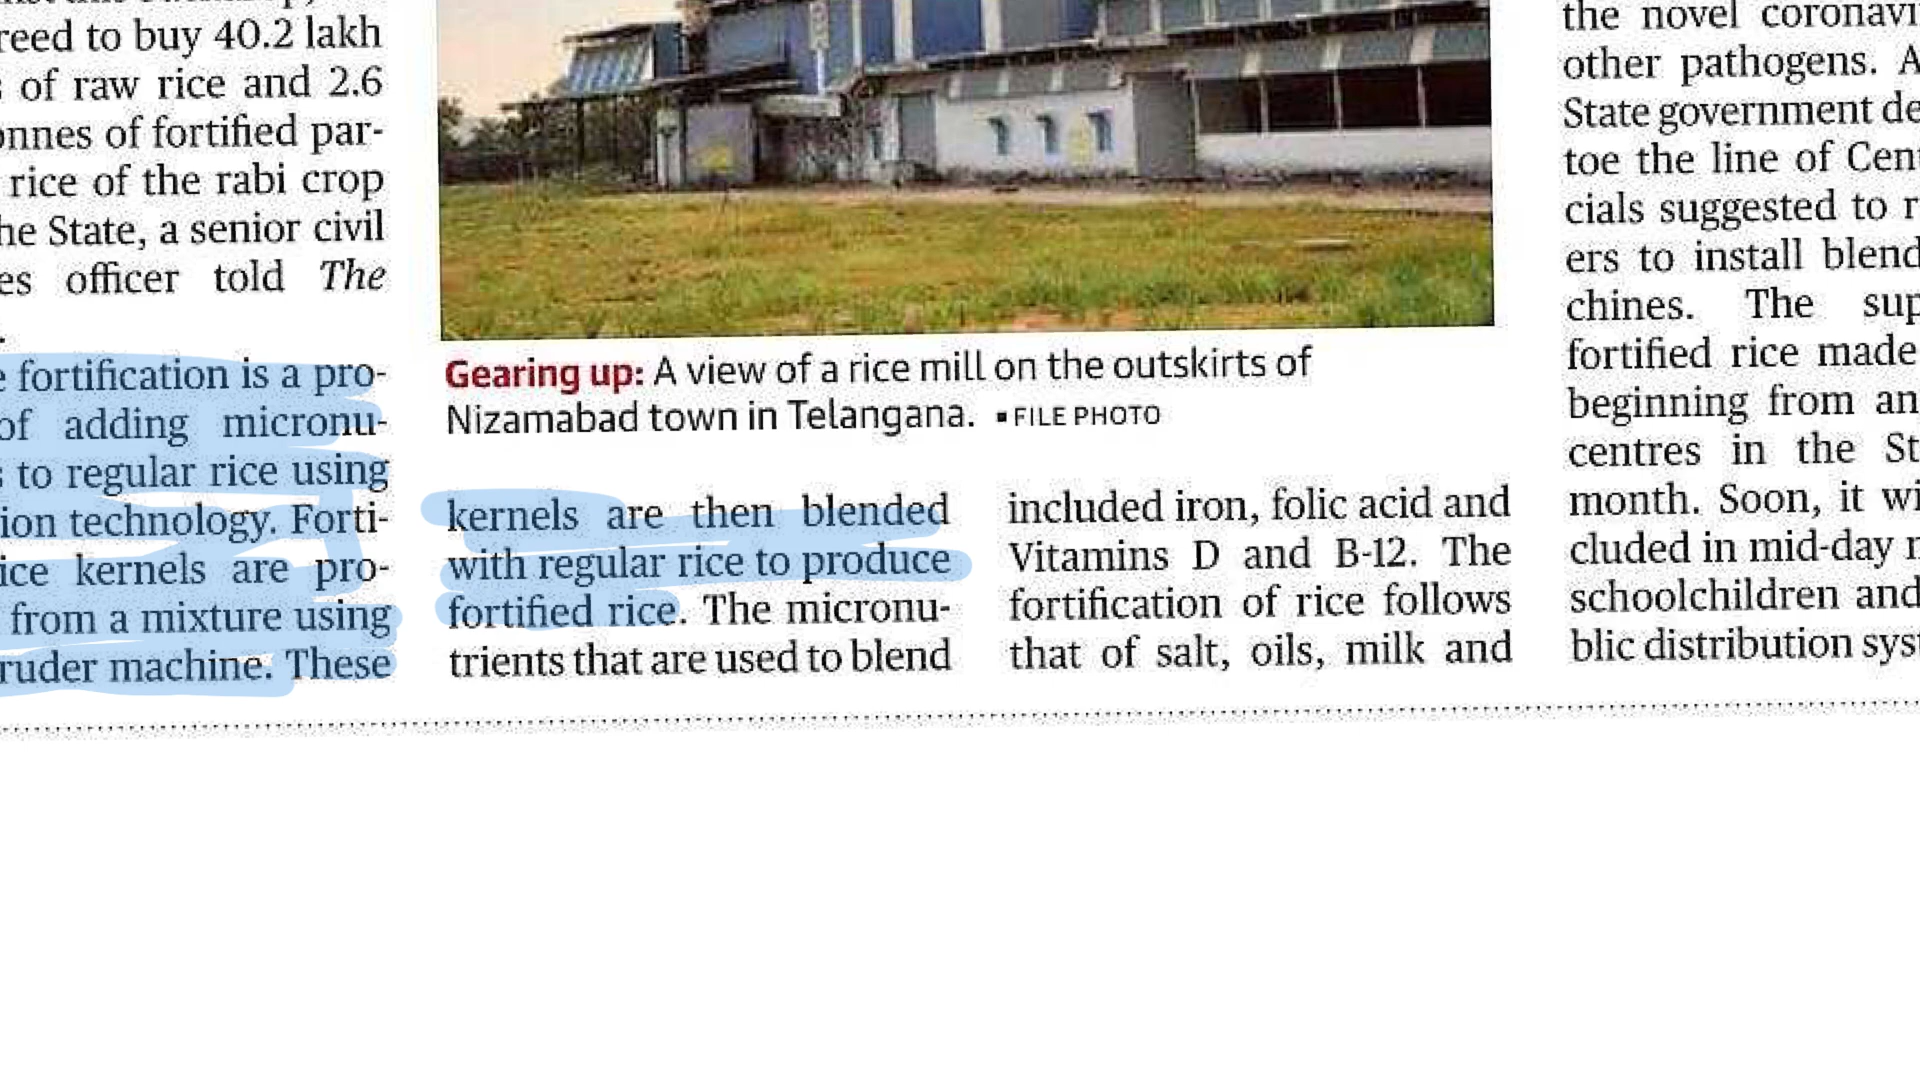 reed to buy 40.2 lakh
of raw rice and 2.6
onnes of fortified par-
rice of the rabi crop
he State, a senior civil
es officer told The
.
e fortification is a pro-
of adding micronu-
s to regular rice using
ion technology. Forti-
ice kernels are pro-
from a mixture using
ruder machine. These
Gearing up: A view of a rice mill on the outskirts of
Nizamabad town in Telangana. ▪ FILE PHOTO
kernels are then blended
with regular rice to produce
fortified rice. The micronu-
trients that are used to blend
included iron, folic acid and
Vitamins D and B-12. The
fortification of rice follows
that of salt, oils, milk and
the novel coronavi
other pathogens. A
State government de
toe the line of Cent
cials suggested to r
ers to install blend
chines. The sup
fortified rice made
beginning from an
centres in the St
month. Soon, it wi
cluded in mid-day m
schoolchildren and
blic distribution sys